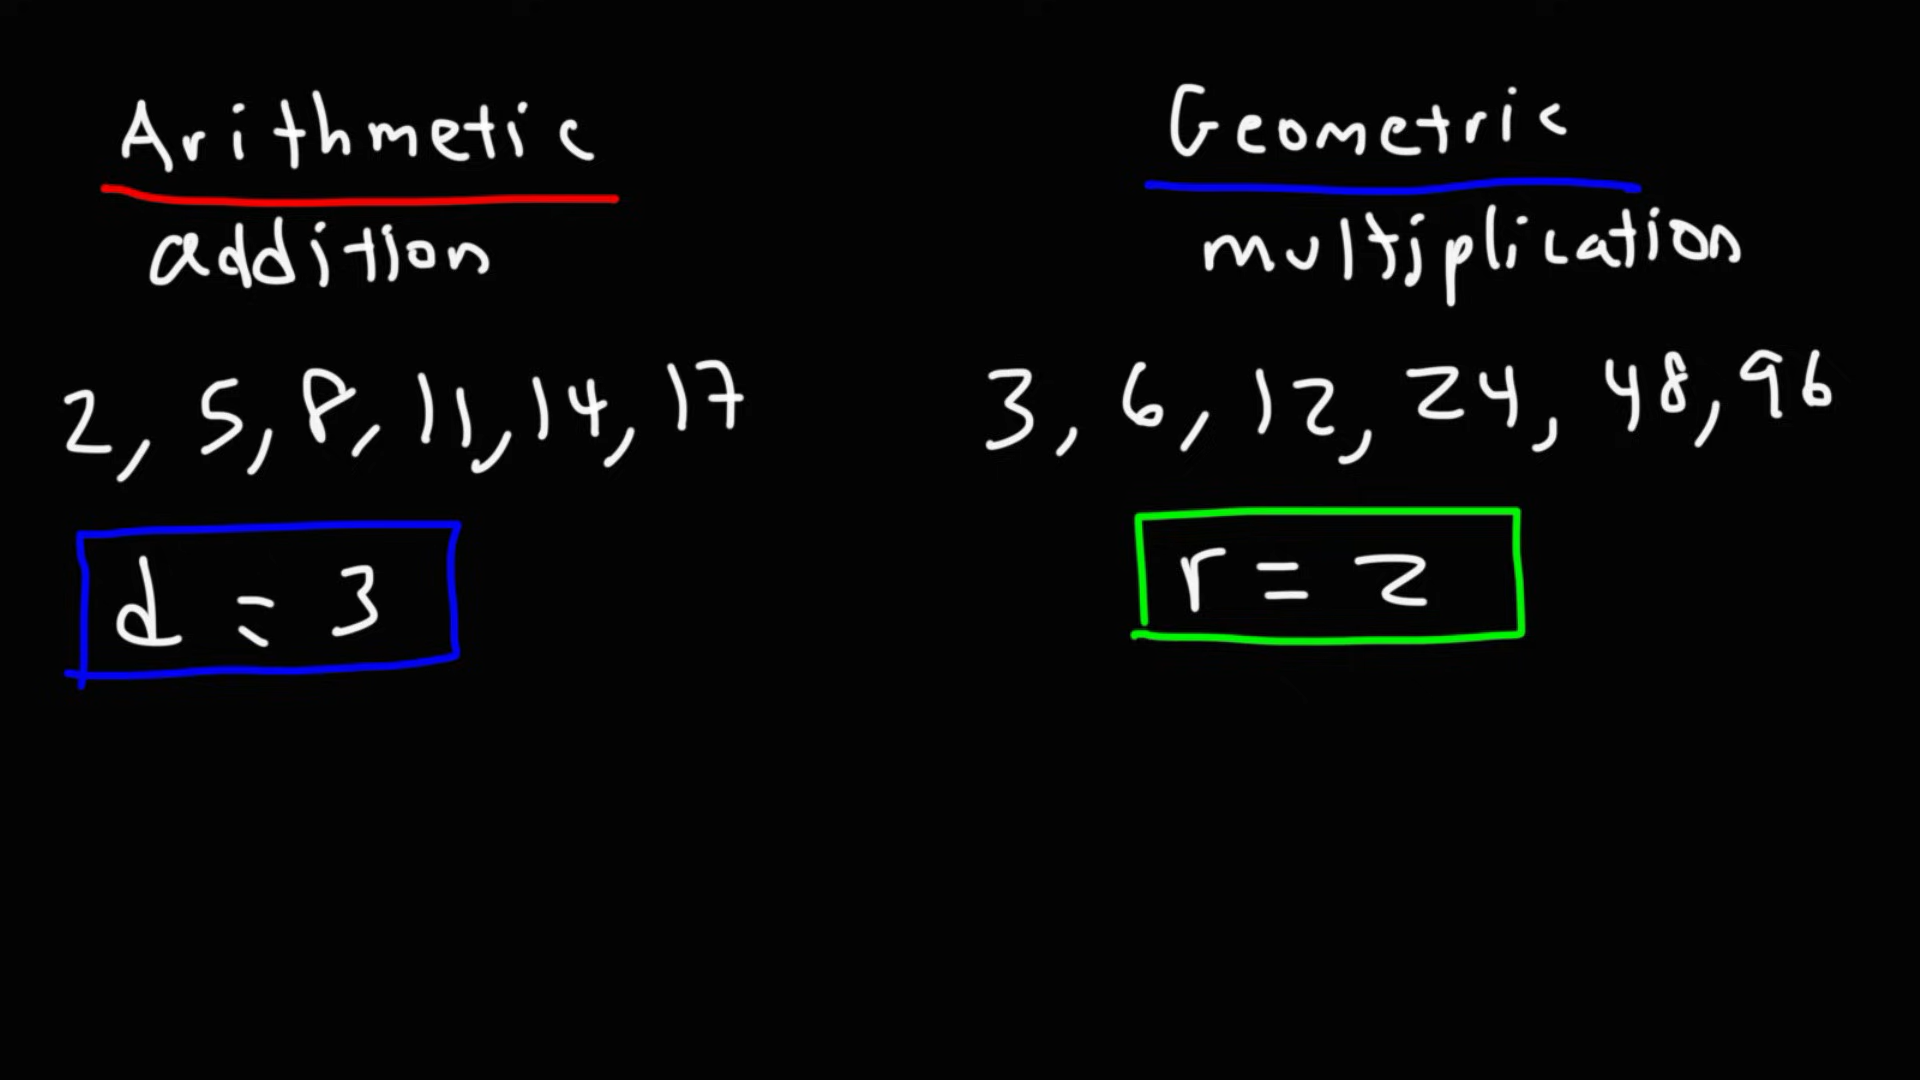 Arithmetic
addition
2, 5, 8, 11, 14, 17
d = 3
Geometric
multiplication
3, 6, 12, 24, 48, 96
r = 2